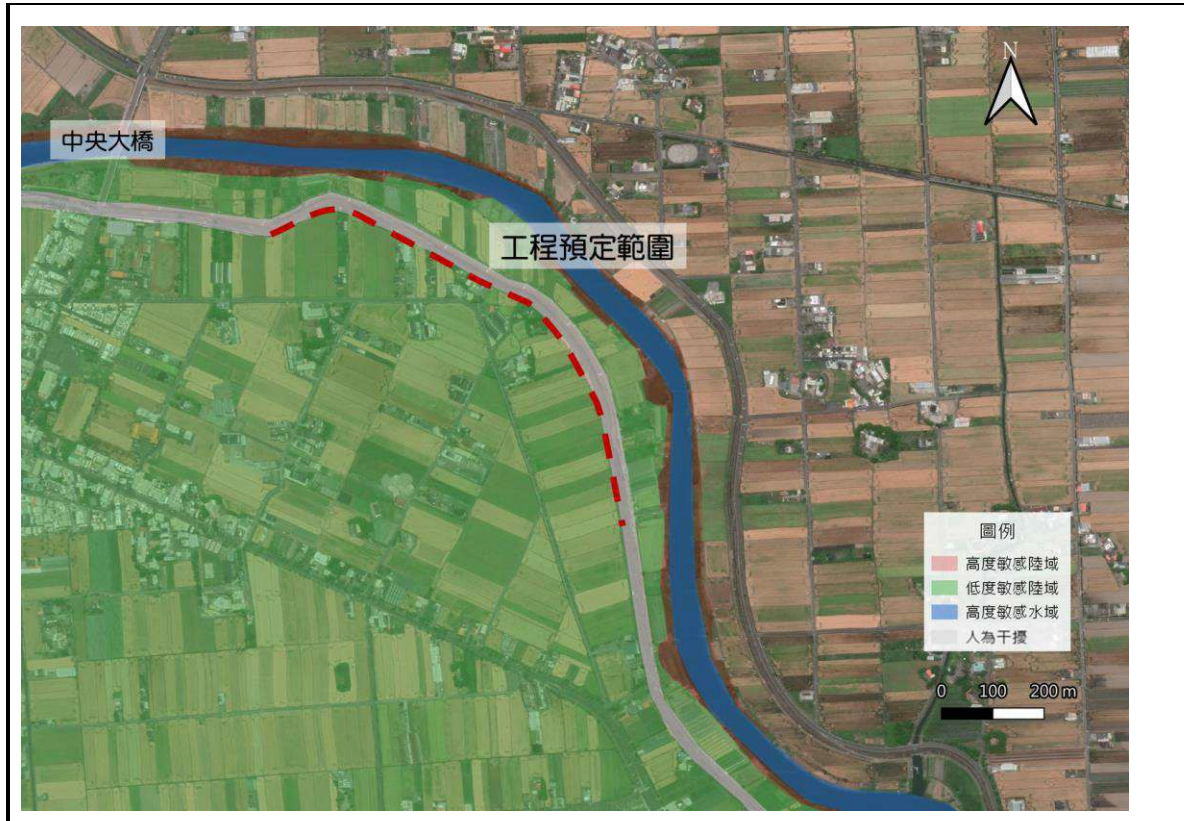 N
中央大橋
工程預定範圍
圖例
高度敏感陸域
低度敏感陸域
高度敏感水域
人為干擾
0 100 200 m